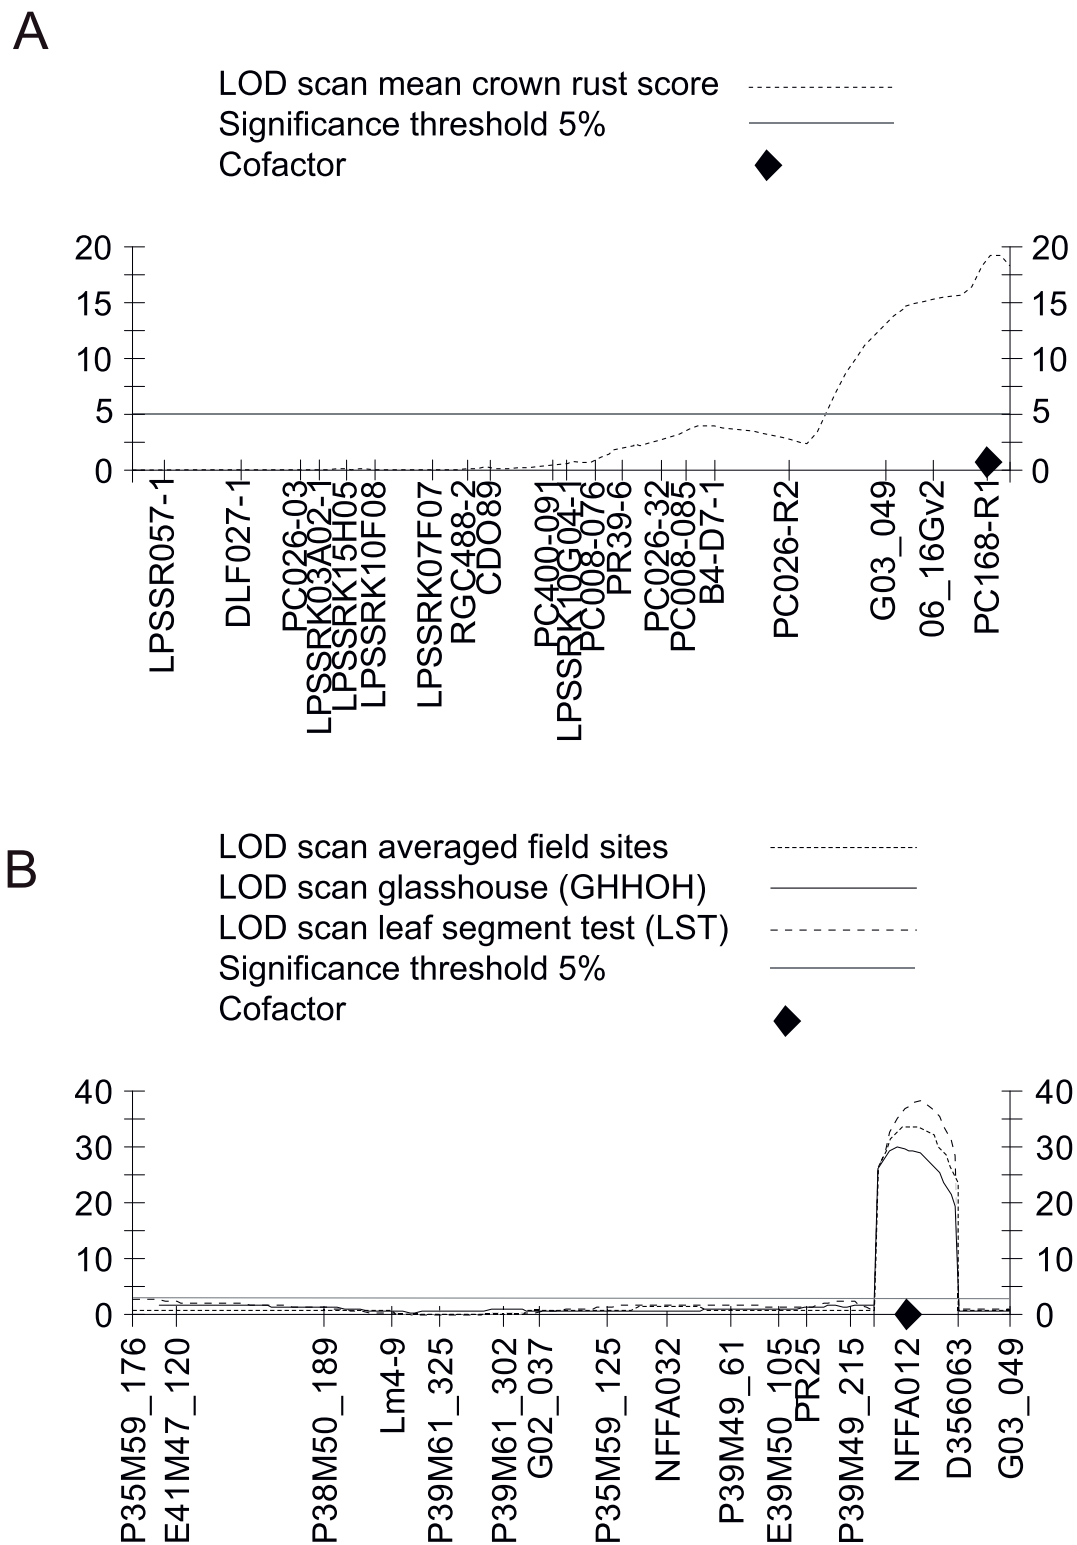 A
LOD scan mean crown rust score
Significance threshold 5%
Cofactor
20 20
15 15
10 10
5 5
0 0
LPSSR057-1
DLF027-1
PC026-03
LPSSRK03A02-1
LPSSRK15H05
LPSSRK10F08
LPSSRK07F07
RGC488-2
CDO89
PC400-091
LPSSRK10G04-1
PC008-076
PR39-6
PC026-32
PC008-085
B4-D7-1
PC026-R2
G03_049
06_16Gv2
PC168-R1
B
LOD scan averaged field sites
LOD scan glasshouse (GHHOH)
LOD scan leaf segment test (LST)
Significance threshold 5%
Cofactor
40 40
30 30
20 20
10 10
0 0
P35M59_176
E41M47_120
P38M50_189
Lm4-9
P39M61_325
P39M61_302
G02_037
P35M59_125
NFFA032
P39M49_61
E39M50_105
PR25
P39M49_215
NFFA012
D356063
G03_049